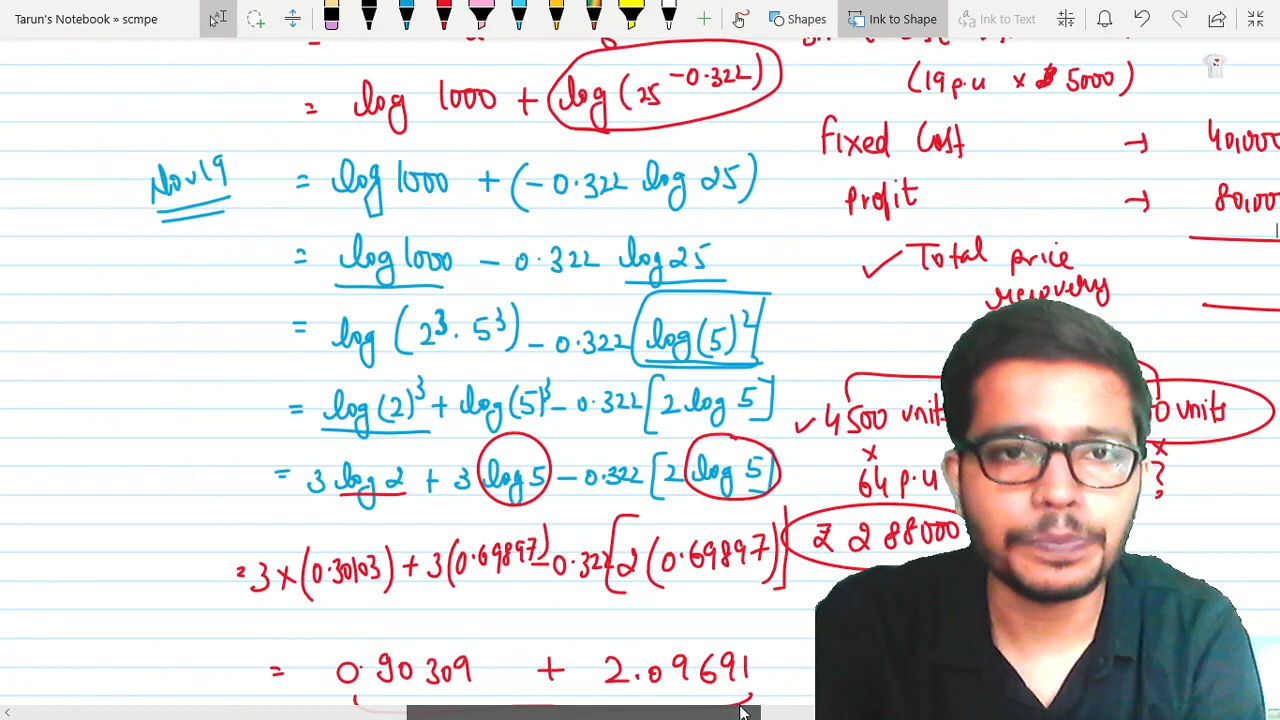 Tarun's Notebook » scmpe
Shapes
Ink to Shape
Ink to Text
= log 1000 + log (25^-0.322)
(19 p.u x 5000)
Fixed Cost → 40,000
Nov 19
= log 1000 + (-0.322 log 25)
Profit → 80,000
= log 1000 - 0.322 log 25
✓ Total price recovery
= log (2^3 · 5^3) - 0.322 log (5)^2
= log (2)^3 + log (5)^3 - 0.322 [2 log 5]
✓ 4500 units
0 units
x x
= 3 log 2 + 3 log 5 - 0.322 [2 log 5]
64 p.u
?
= 3 x (0.30103) + 3 (0.69897) - 0.322 [2 (0.69897)]
288000
= 0.90309 + 2.09691